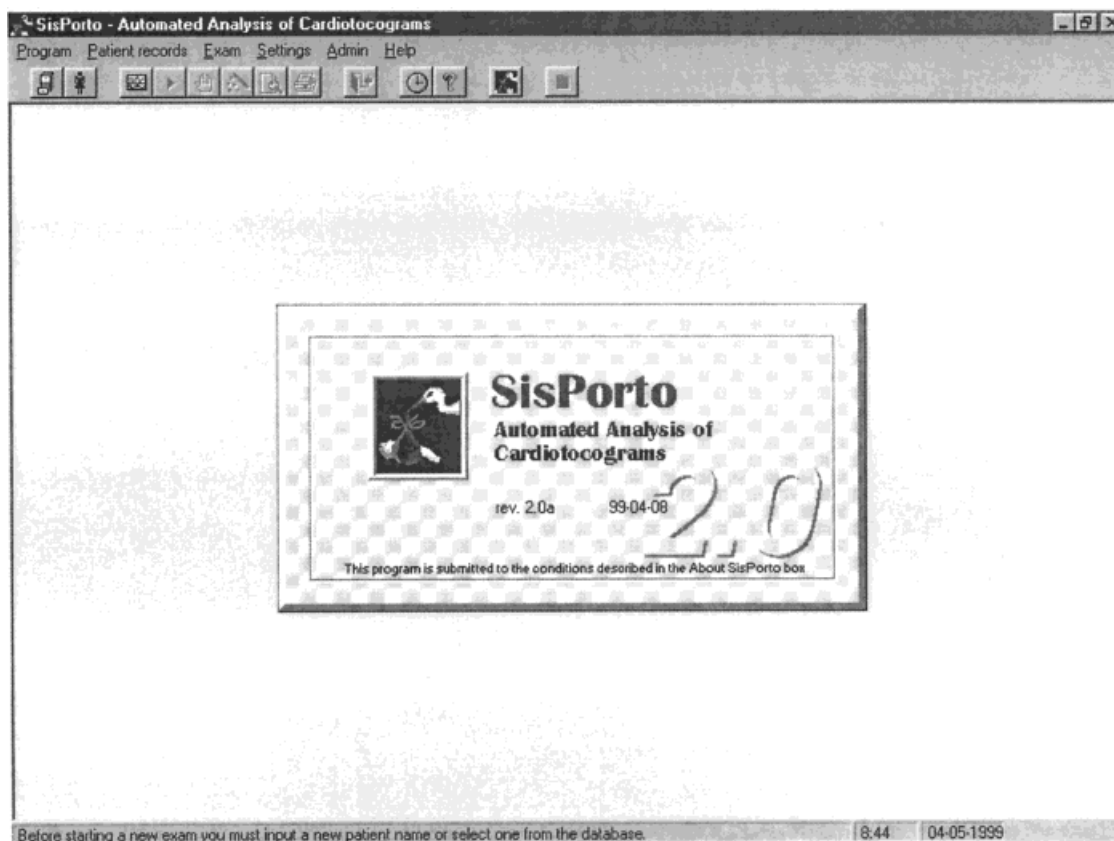 SisPorto - Automated Analysis of Cardiotocograms
Program Patient records Exam Settings Admin Help
SisPorto
Automated Analysis of
Cardiotocograms
2.0
rev. 2.0a 99-04-08
This program is submitted to the conditions described in the About SisPorto box
Before starting a new exam you must input a new patient name or select one from the database. 8:44 04-05-1999